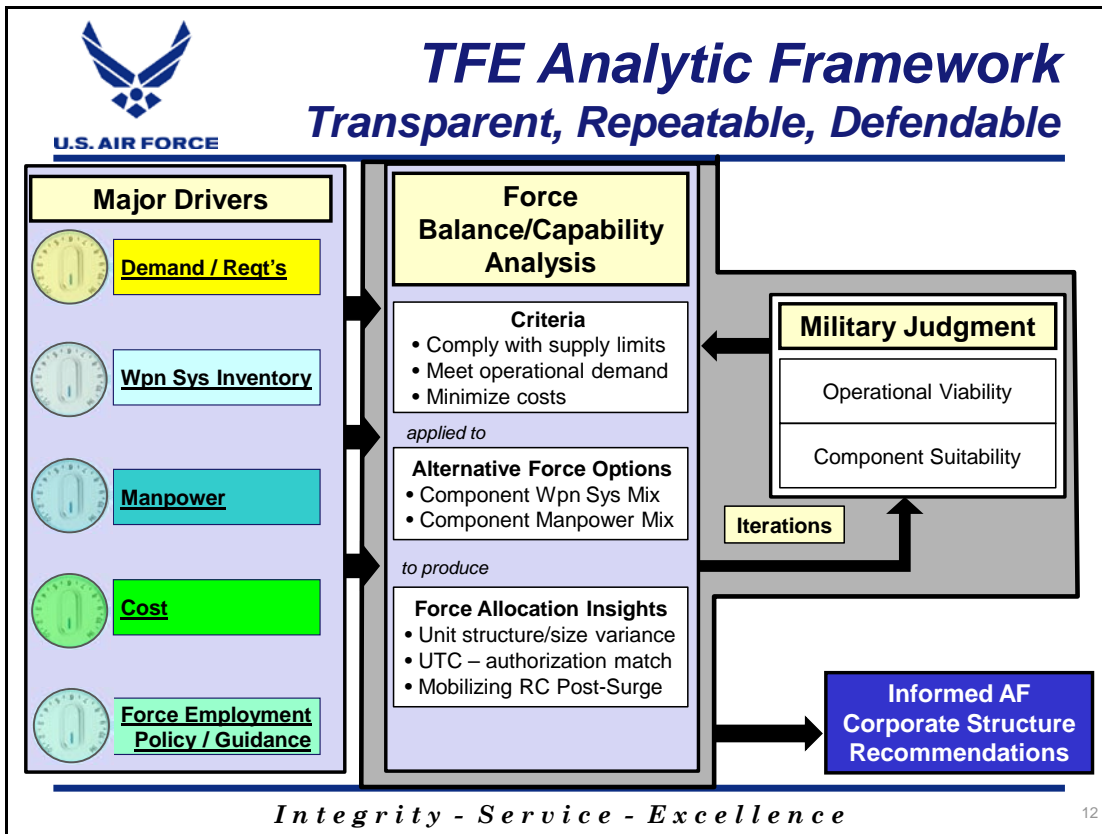 U.S. AIR FORCE
TFE Analytic Framework
Transparent, Repeatable, Defendable
Major Drivers
Demand / Reqt's
Wpn Sys Inventory
Manpower
Cost
Force Employment
Policy / Guidance
Force
Balance/Capability
Analysis
Criteria
• Comply with supply limits
• Meet operational demand
• Minimize costs
applied to
Alternative Force Options
• Component Wpn Sys Mix
• Component Manpower Mix
to produce
Force Allocation Insights
• Unit structure/size variance
• UTC – authorization match
• Mobilizing RC Post-Surge
Military Judgment
Operational Viability
Component Suitability
Iterations
Informed AF
Corporate Structure
Recommendations
Integrity - Service - Excellence
12